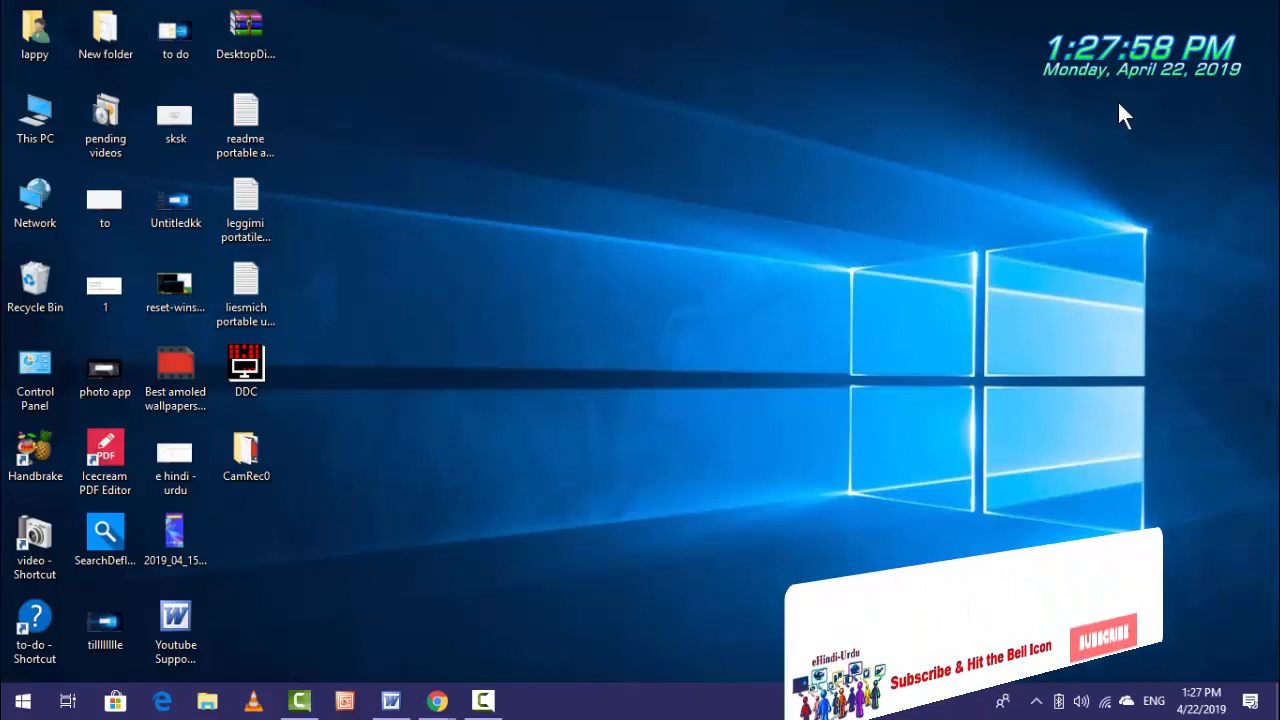 1:27:58 PM
Monday, April 22, 2019
lappy
New folder
to do
DesktopDi...
This PC
pending
videos
sksk
readme
portable a...
Network
to
Untitledkk
leggimi
portatile...
Recycle Bin
1
reset-wins...
liesmich
portable u...
Control
Panel
photo app
Best amoled
wallpapers...
DDC
Handbrake
PDF
Icecream
PDF Editor
e hindi -
urdu
CamRec0
video -
Shortcut
SearchDefl...
2019_04_15...
to-do -
Shortcut
tillllllllle
Youtube
Suppo...
eHindi-Urdu
Subscribe & Hit the Bell Icon
SUBSCRIBE
ENG
1:27 PM
4/22/2019